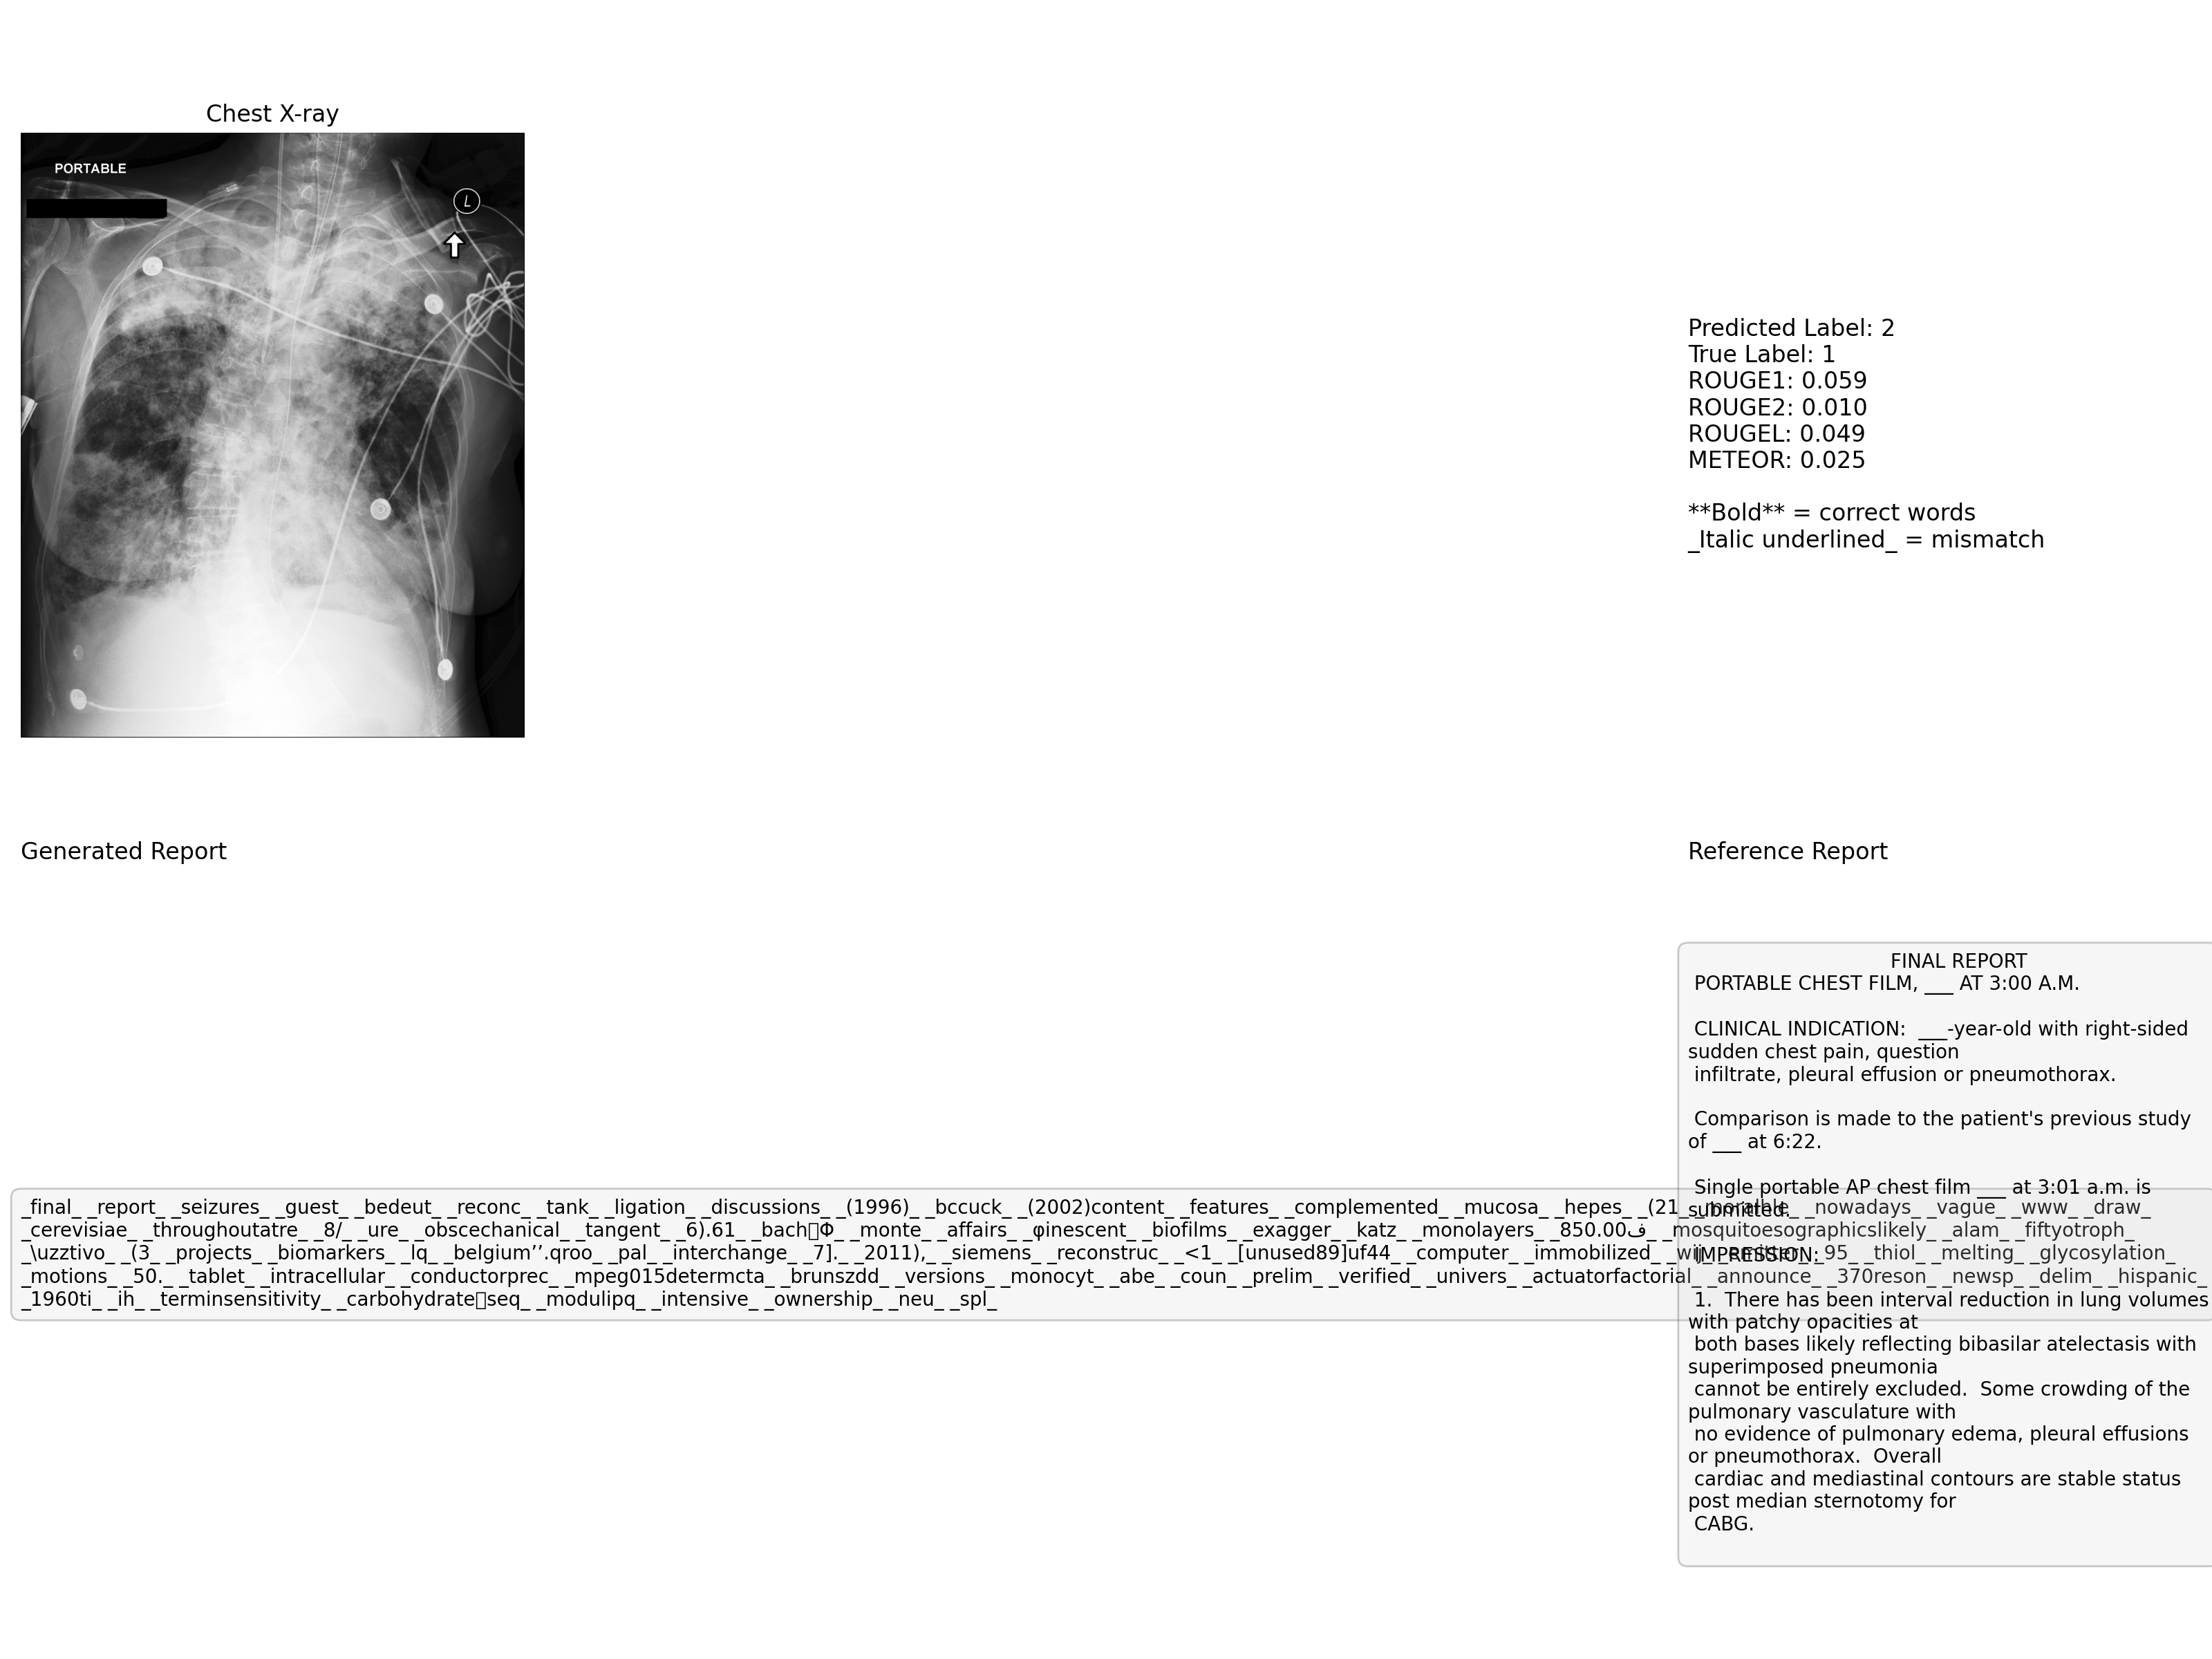 Chest X-ray
PORTABLE
L
Predicted Label: 2
True Label: 1
ROUGE1: 0.059
ROUGE2: 0.010
ROUGEL: 0.049
METEOR: 0.025
**Bold** = correct words
_Italic underlined_ = mismatch
Generated Report
_final_ _report_ _seizures_ _guest_ _bedeut_ _reconc_ _tank_ _ligation_ _discussions_ _(1996)_ _bccuck_ _(2002)content_ _features_ _complemented_ _mucosa_ _hepes_ _(21_ _nowadays_ _vague_ _www_ _draw_
_cerevisiae_ _throughoutatre_ _8/_ _ure_ _obscechanical_ _tangent_ _6).61_ _bach Φ_ _monte_ _affairs_ _φinescent_ _biofilms_ _exagger_ _katz_ _monolayers_ _850.00ف_ _mosquitoesographicslikely_ _alam_ _fiftyotroph_
_\uzztivo_ _(3_ _projects_ _biomarkers_ _lq_ _belgium’’.qroo_ _pal_ _interchange_ _7]._ _2011),_ _siemens_ _reconstruc_ _<1_ _[unused89]uf44_ _computer_ _immobilized_ _95_ _thiol_ _melting_ _glycosylation_
_motions_ _50._ _tablet_ _intracellular_ _conductorprec_ _mpeg015determcta_ _brunszdd_ _versions_ _monocyt_ _abe_ _coun_ _prelim_ _verified_ _univers_ _actuatorfactorial_ _announce_ _370reson_ _newsp_ _delim_ _hispanic_
_1960ti_ _ih_ _terminsensitivity_ _carbohydrate seq_ _modulipq_ _intensive_ _ownership_ _neu_ _spl_
Reference Report
FINAL REPORT
PORTABLE CHEST FILM, ___ AT 3:00 A.M.
CLINICAL INDICATION:  ___-year-old with right-sided
sudden chest pain, question
infiltrate, pleural effusion or pneumothorax.
Comparison is made to the patient's previous study
of ___ at 6:22.
Single portable AP chest film ___ at 3:01 a.m. is
submitted.
IMPRESSION:
1.  There has been interval reduction in lung volumes
with patchy opacities at
both bases likely reflecting bibasilar atelectasis with
superimposed pneumonia
cannot be entirely excluded.  Some crowding of the
pulmonary vasculature with
no evidence of pulmonary edema, pleural effusions
or pneumothorax.  Overall
cardiac and mediastinal contours are stable status
post median sternotomy for
CABG.